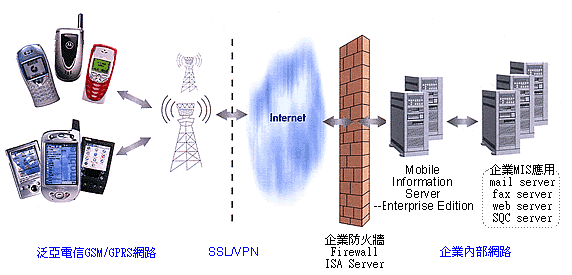 Internet
Mobile
Information
Server
--Enterprise Edition
企業MIS應用
mail server
fax server
web server
SQC server
泛亞電信GSM/GPRS網路
SSL/VPN
企業防火牆
Firewall
ISA Server
企業內部網路